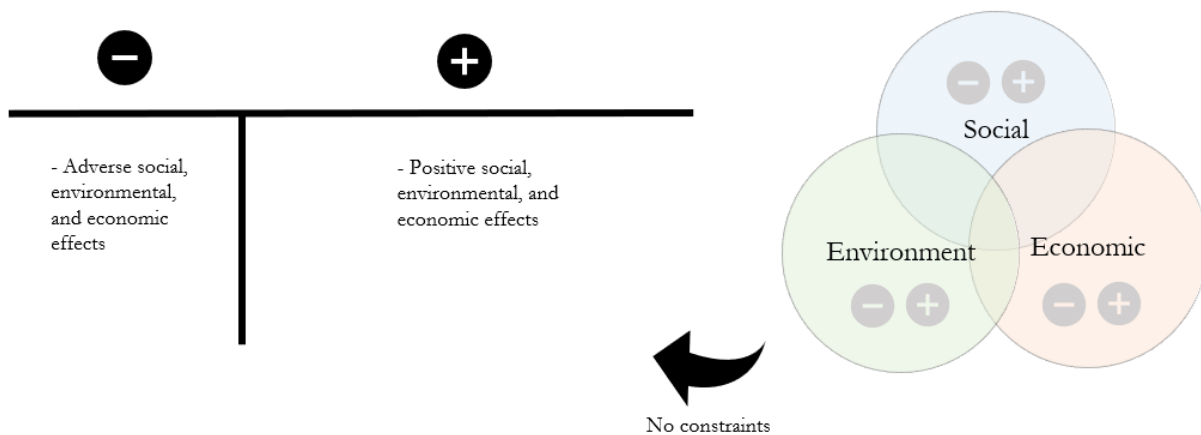 - Adverse social,
environmental,
and economic
effects
- Positive social,
environmental, and
economic effects
Social
Environment
Economic
No constraints